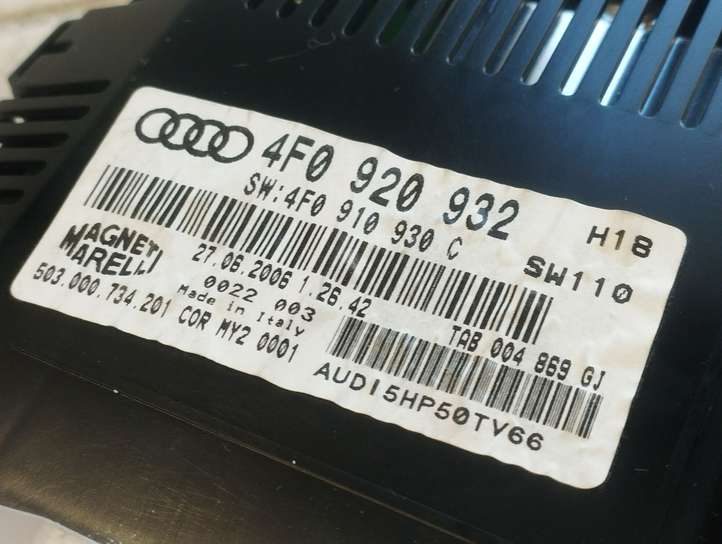 4F0 920 932
SW:4F0 910 930 C
H18
SW110
MAGNETI
MARELLI
27.06.2006 1.26.42
0022 003
Made in Italy
503.000.734.201 COR MY2 0001
TAB 004 869 GJ
AUDI5HP50TV66